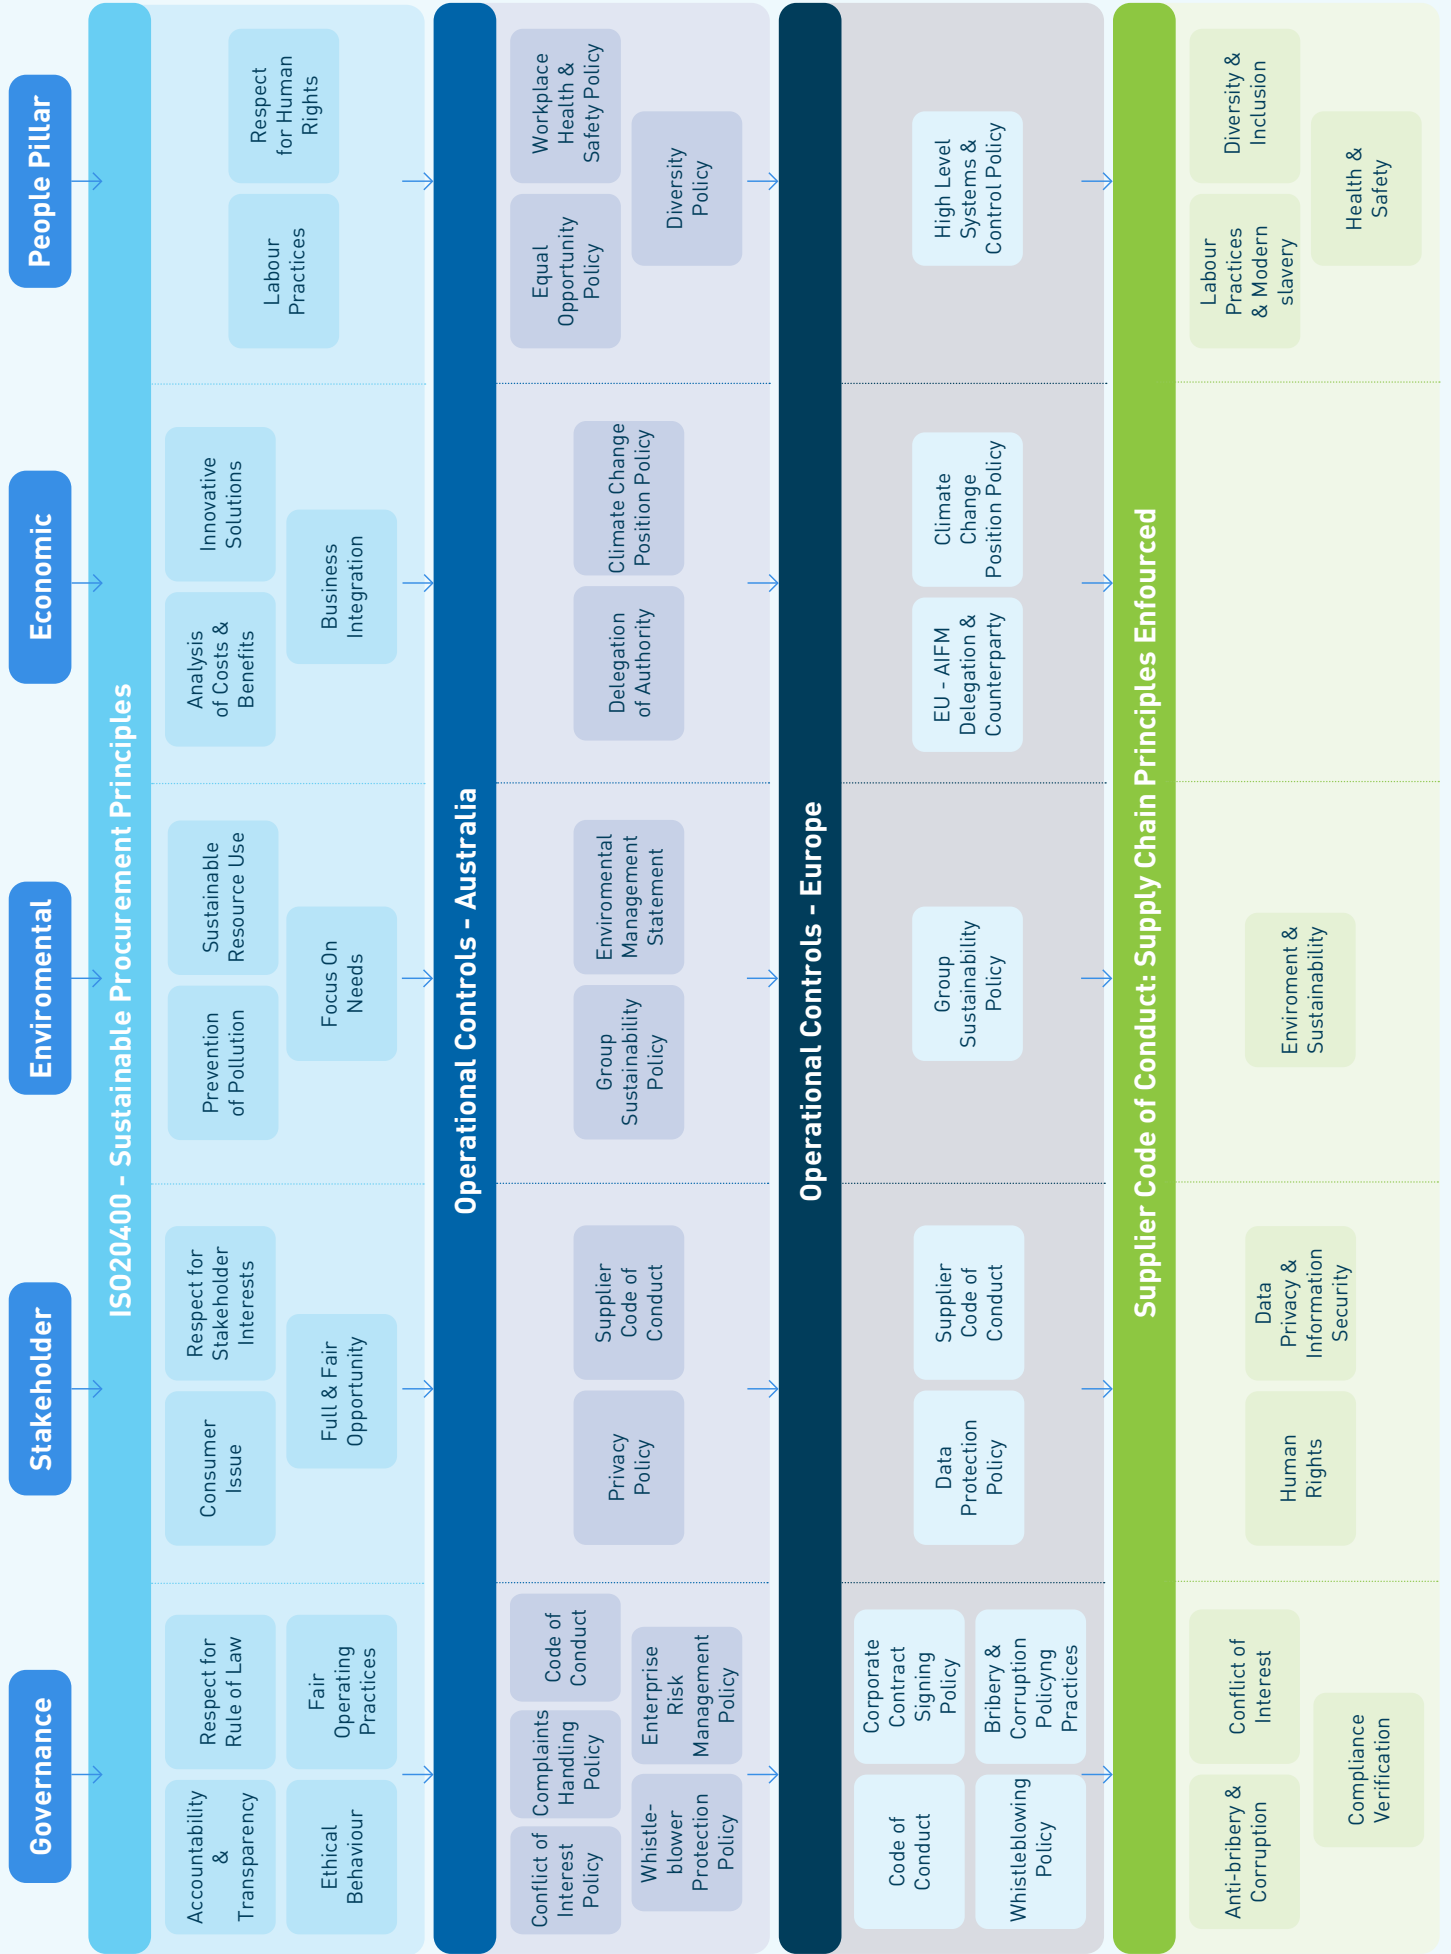 Governance
Stakeholder
Enviromental
Economic
People Pillar
ISO20400 - Sustainable Procurement Principles
Accountability
&
Transparency
Respect for
Rule of Law
Ethical
Behaviour
Fair
Operating
Practices
Consumer
Issue
Respect for
Stakeholder
Interests
Full & Fair
Opportunity
Prevention
of Pollution
Sustainable
Resource Use
Focus On
Needs
Analysis
of Costs &
Benefits
Innovative
Solutions
Business
Integration
Labour
Practices
Respect
for Human
Rights
Operational Controls - Australia
Conflict of
Interest
Policy
Complaints
Handling
Policy
Code of
Conduct
Whistle-
blower
Protection
Policy
Enterprise
Risk
Management
Policy
Privacy
Policy
Supplier
Code of
Conduct
Group
Sustainability
Policy
Enviromental
Management
Statement
Delegation
of Authority
Climate Change
Position Policy
Equal
Opportunity
Policy
Workplace
Health &
Safety Policy
Diversity
Policy
Operational Controls - Europe
Code of
Conduct
Corporate
Contract
Signing
Policy
Whistleblowing
Policy
Bribery &
Corruption
Policyng
Practices
Data
Protection
Policy
Supplier
Code of
Conduct
Group
Sustainability
Policy
EU - AIFM
Delegation &
Counterparty
Climate
Change
Position Policy
High Level
Systems &
Control Policy
Supplier Code of Conduct: Supply Chain Principles Enfourced
Anti-bribery &
Corruption
Conflict of
Interest
Compliance
Verification
Human
Rights
Data
Privacy &
Information
Security
Enviroment &
Sustainability
Labour
Practices
& Modern
slavery
Diversity &
Inclusion
Health &
Safety